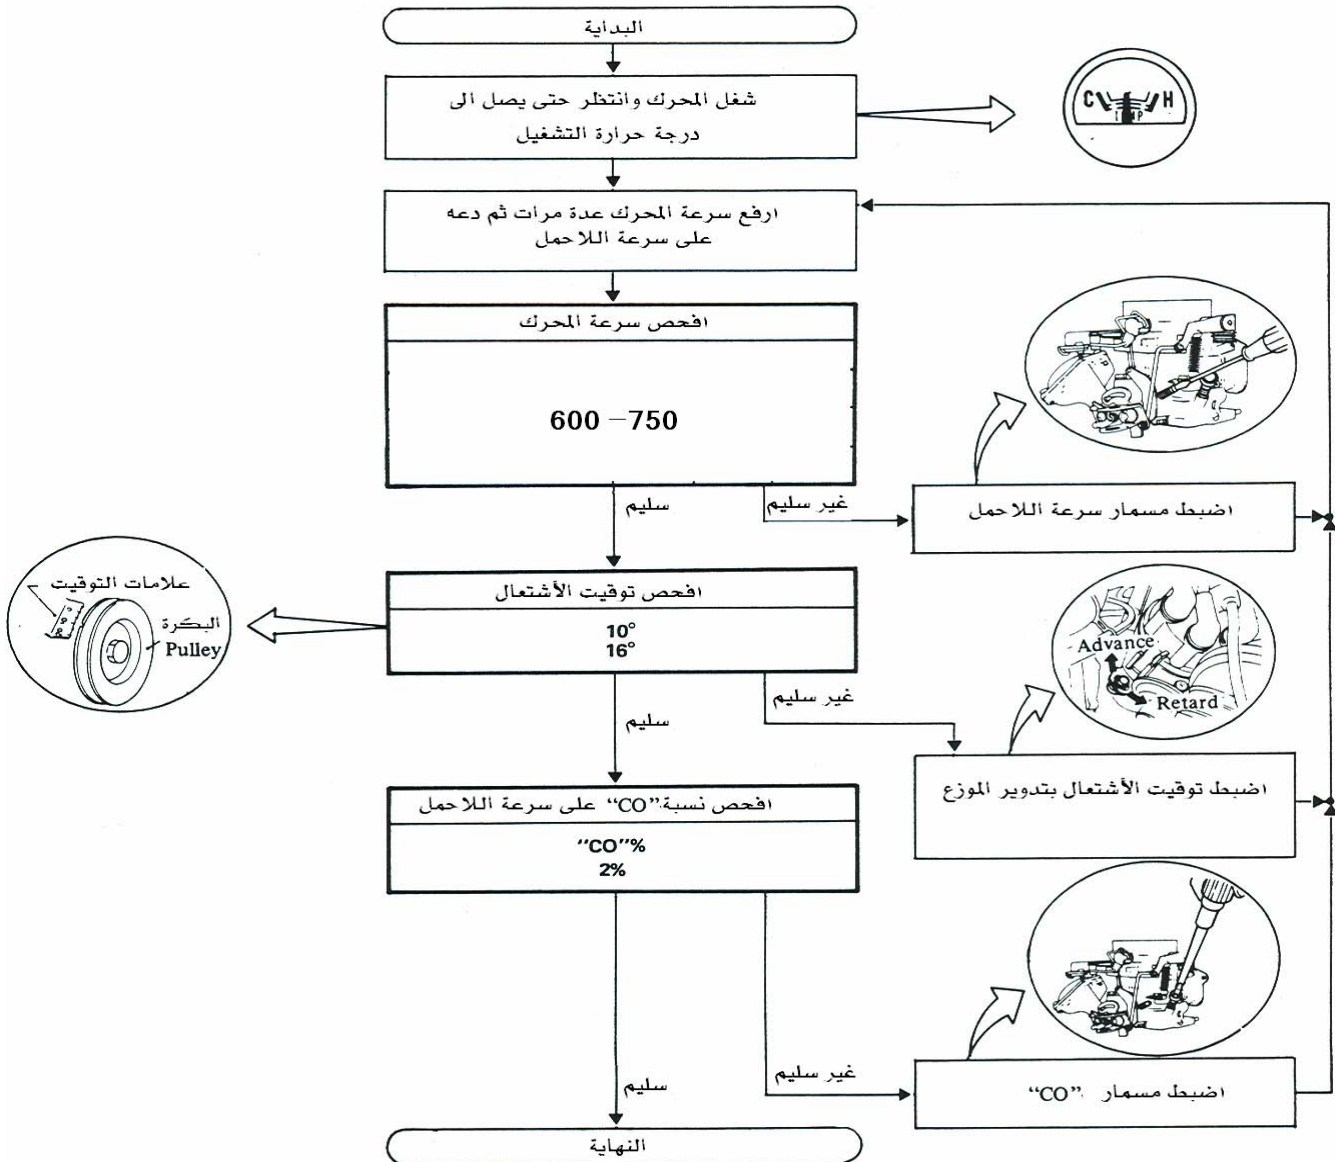 البداية
شغل المحرك وانتظر حتى يصل الى
درجة حرارة التشغيل
C H
TEMP
ارفع سرعة المحرك عدة مرات ثم دعه
على سرعة اللاحمل
افحص سرعة المحرك
600 – 750
سليم
غير سليم
اضبط مسمار سرعة اللاحمل
افحص توقيت الأشتعال
10°
16°
علامات التوقيت
البكرة
Pulley
سليم
غير سليم
Advance
Retard
اضبط توقيت الأشتعال بتدوير الموزع
افحص نسبة "CO" على سرعة اللاحمل
"CO"%
2%
سليم
غير سليم
اضبط مسمار "CO"
النهاية